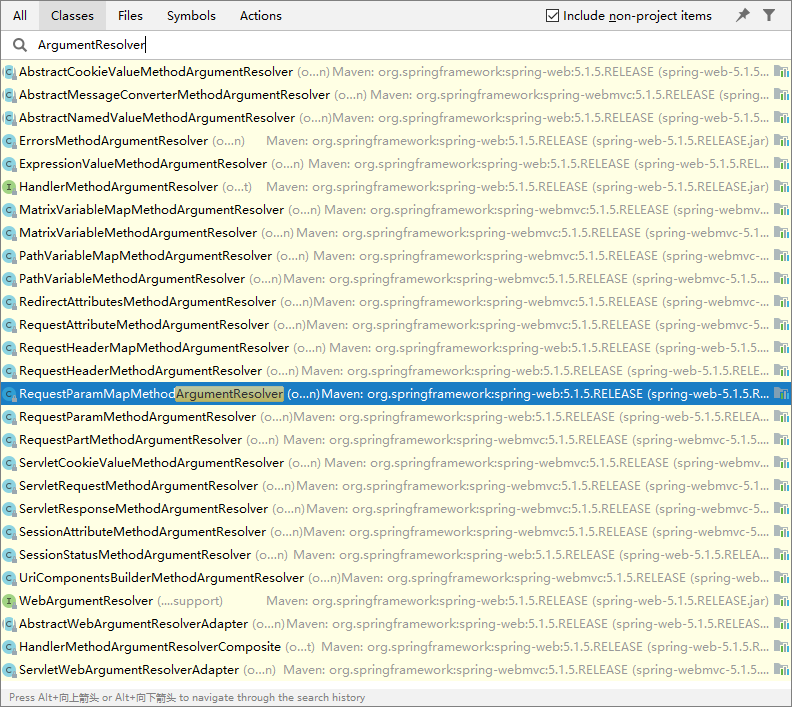 All Classes Files Symbols Actions Include non-project items
ArgumentResolver
AbstractCookieValueMethodArgumentResolver (o...n) Maven: org.springframework:spring-web:5.1.5.RELEASE (spring-web-5.1.5...
AbstractMessageConverterMethodArgumentResolver (o...n) Maven: org.springframework:spring-webmvc:5.1.5.RELEASE (spring...
AbstractNamedValueMethodArgumentResolver (o...n)Maven: org.springframework:spring-web:5.1.5.RELEASE (spring-web-5.1.5...
ErrorsMethodArgumentResolver (o...n) Maven: org.springframework:spring-web:5.1.5.RELEASE (spring-web-5.1.5.RELEASE.jar)
ExpressionValueMethodArgumentResolver (o...n) Maven: org.springframework:spring-web:5.1.5.RELEASE (spring-web-5.1.5.REL...
HandlerMethodArgumentResolver (o...t) Maven: org.springframework:spring-web:5.1.5.RELEASE (spring-web-5.1.5.RELEASE.jar)
MatrixVariableMapMethodArgumentResolver (o...n) Maven: org.springframework:spring-webmvc:5.1.5.RELEASE (spring-webmv...
MatrixVariableMethodArgumentResolver (o...n) Maven: org.springframework:spring-webmvc:5.1.5.RELEASE (spring-webmvc-5.1...
PathVariableMapMethodArgumentResolver (o...n) Maven: org.springframework:spring-webmvc:5.1.5.RELEASE (spring-webmvc-...
PathVariableMethodArgumentResolver (o...n)Maven: org.springframework:spring-webmvc:5.1.5.RELEASE (spring-webmvc-5.1....
RedirectAttributesMethodArgumentResolver (o...n)Maven: org.springframework:spring-webmvc:5.1.5.RELEASE (spring-webmvc-...
RequestAttributeMethodArgumentResolver (o...n)Maven: org.springframework:spring-webmvc:5.1.5.RELEASE (spring-webmvc-5...
RequestHeaderMapMethodArgumentResolver (o...n) Maven: org.springframework:spring-web:5.1.5.RELEASE (spring-web-5.1.5....
RequestHeaderMethodArgumentResolver (o...n) Maven: org.springframework:spring-web:5.1.5.RELEASE (spring-web-5.1.5.RELE...
RequestParamMapMethodArgumentResolver (o...n)Maven: org.springframework:spring-web:5.1.5.RELEASE (spring-web-5.1.5.R...
RequestParamMethodArgumentResolver (o...n) Maven: org.springframework:spring-web:5.1.5.RELEASE (spring-web-5.1.5.RELEA...
RequestPartMethodArgumentResolver (o...n) Maven: org.springframework:spring-webmvc:5.1.5.RELEASE (spring-webmvc-5.1....
ServletCookieValueMethodArgumentResolver (o...n) Maven: org.springframework:spring-webmvc:5.1.5.RELEASE (spring-webmv...
ServletRequestMethodArgumentResolver (o...n)Maven: org.springframework:spring-webmvc:5.1.5.RELEASE (spring-webmvc-5.1...
ServletResponseMethodArgumentResolver (o...n)Maven: org.springframework:spring-webmvc:5.1.5.RELEASE (spring-webmvc-5...
SessionAttributeMethodArgumentResolver (o...n)Maven: org.springframework:spring-webmvc:5.1.5.RELEASE (spring-webmvc-5....
SessionStatusMethodArgumentResolver (o...n) Maven: org.springframework:spring-web:5.1.5.RELEASE (spring-web-5.1.5.RELEA...
UriComponentsBuilderMethodArgumentResolver (o...n)Maven: org.springframework:spring-webmvc:5.1.5.RELEASE (spring-web...
WebArgumentResolver (....support) Maven: org.springframework:spring-web:5.1.5.RELEASE (spring-web-5.1.5.RELEASE.jar)
AbstractWebArgumentResolverAdapter (o...n)Maven: org.springframework:spring-web:5.1.5.RELEASE (spring-web-5.1.5.RELEAS...
HandlerMethodArgumentResolverComposite (o...t) Maven: org.springframework:spring-web:5.1.5.RELEASE (spring-web-5.1.5.R...
ServletWebArgumentResolverAdapter (o...n) Maven: org.springframework:spring-webmvc:5.1.5.RELEASE (spring-webmvc-5.1....
Press Alt+向上箭头 or Alt+向下箭头 to navigate through the search history